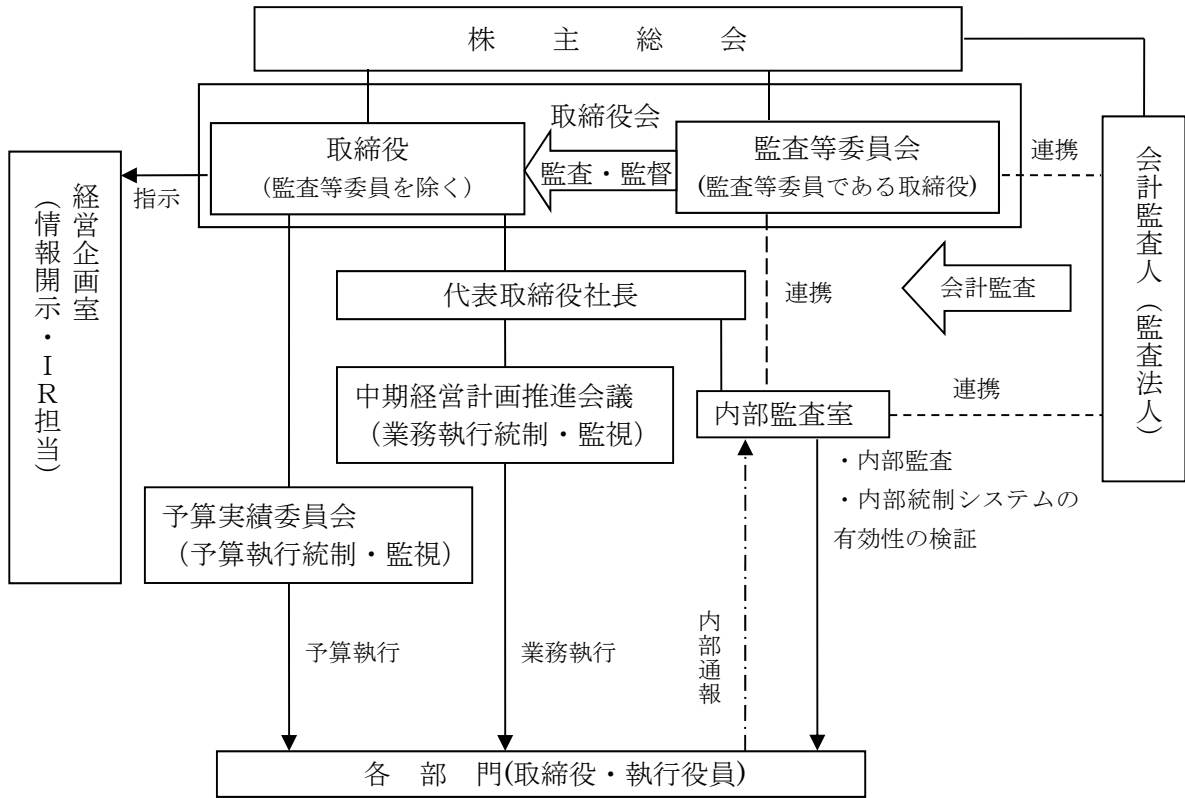 株主総会
取締役会
取締役
（監査等委員を除く）
監査・監督
監査等委員会
(監査等委員である取締役)
連携
会計監査人（監査法人）
指示
経営企画室
（情報開示・ＩＲ担当）
代表取締役社長
連携
会計監査
中期経営計画推進会議
（業務執行統制・監視）
内部監査室
連携
・内部監査
・内部統制システムの
有効性の検証
予算実績委員会
（予算執行統制・監視）
予算執行
業務執行
内部通報
各部門(取締役・執行役員)